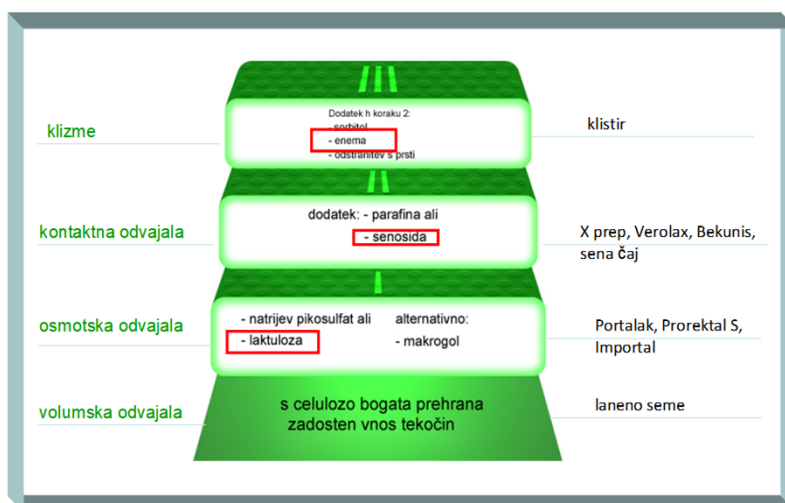 III
Dodatek h koraku 2:
- sorbitol
- enema
- odstranitev s prsti
klizme
klistir
II
dodatek: - parafina ali
- senosida
kontaktna odvajala
X prep, Verolax, Bekunis,
sena čaj
I
- natrijev pikosulfat ali
- laktuloza
alternativno:
- makrogol
osmotska odvajala
Portalak, Prorektal S,
Importal
s celulozo bogata prehrana
zadosten vnos tekočin
volumska odvajala
laneno seme